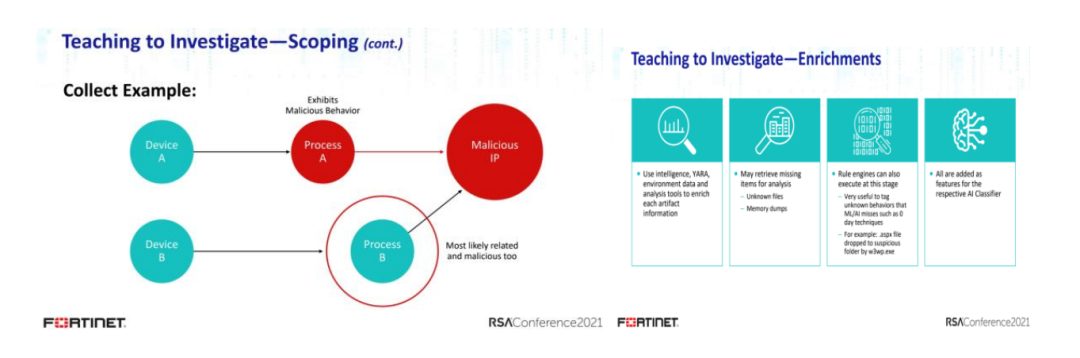 Teaching to Investigate—Scoping (cont.)
Collect Example:
Exhibits
Malicious Behavior
Device
A
Process
A
Malicious
IP
Device
B
Process
B
Most likely related
and malicious too
FORTINET
RSAConference2021
Teaching to Investigate—Enrichments
• Use intelligence, YARA,
environment data and
analysis tools to enrich
each artifact
information
• May retrieve missing
items for analysis
– Unknown files
– Memory dumps
• Rule engines can also
execute at this stage
– Very useful to tag
unknown behaviors that
ML/AI misses such as 0
day techniques
– For example: .aspx file
dropped to suspicious
folder by w3wp.exe
• All are added as
features for the
respective AI Classifier
FORTINET
RSAConference2021